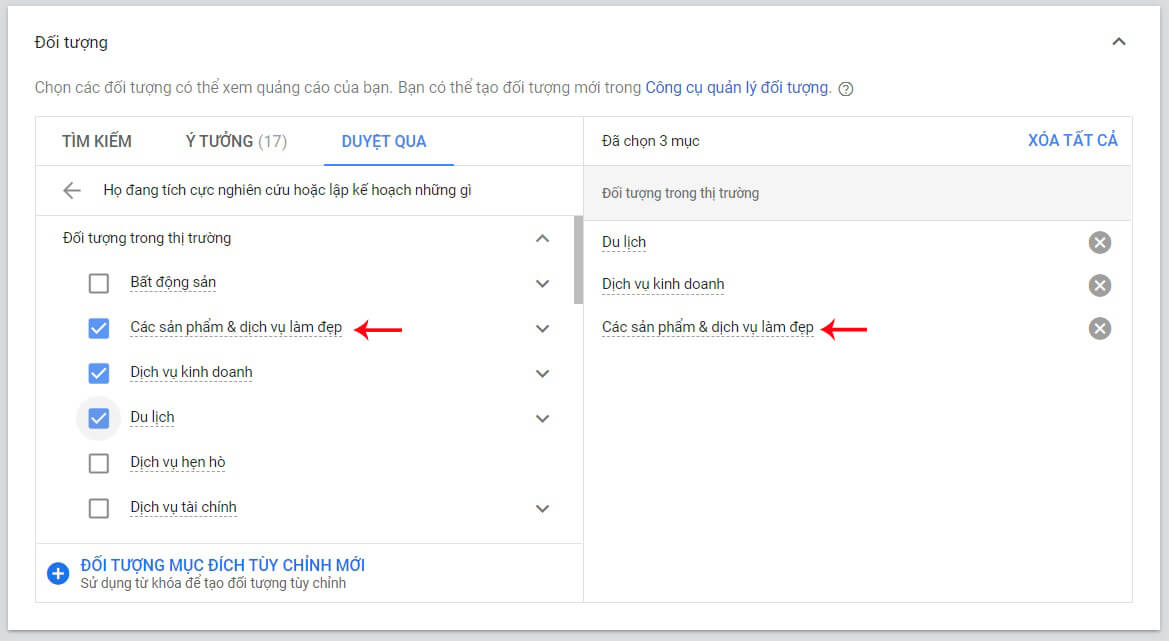 Đối tượng
Chọn các đối tượng có thể xem quảng cáo của bạn. Bạn có thể tạo đối tượng mới trong Công cụ quản lý đối tượng.
TÌM KIẾM
Ý TƯỞNG (17)
DUYỆT QUA
Họ đang tích cực nghiên cứu hoặc lập kế hoạch những gì
Đối tượng trong thị trường
Bất động sản
Các sản phẩm & dịch vụ làm đẹp
Dịch vụ kinh doanh
Du lịch
Dịch vụ hẹn hò
Dịch vụ tài chính
ĐỐI TƯỢNG MỤC ĐÍCH TÙY CHỈNH MỚI
Sử dụng từ khóa để tạo đối tượng tùy chỉnh
Đã chọn 3 mục
XÓA TẤT CẢ
Đối tượng trong thị trường
Du lịch
Dịch vụ kinh doanh
Các sản phẩm & dịch vụ làm đẹp